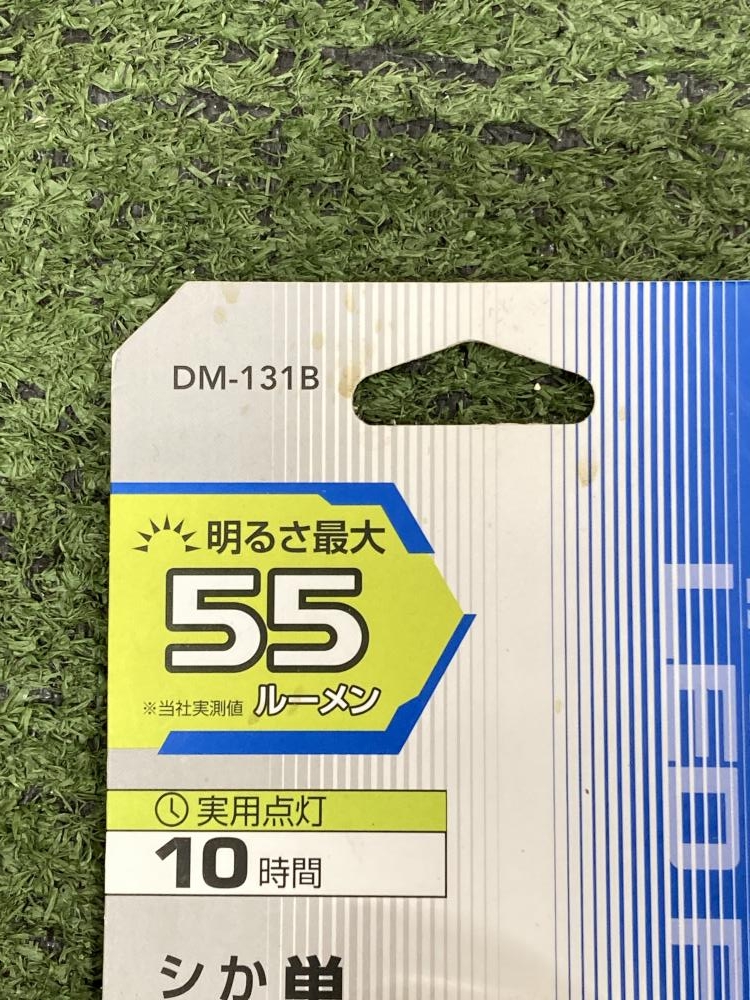 DM-131B
明るさ最大
55
※当社実測値 ルーメン
実用点灯
10時間